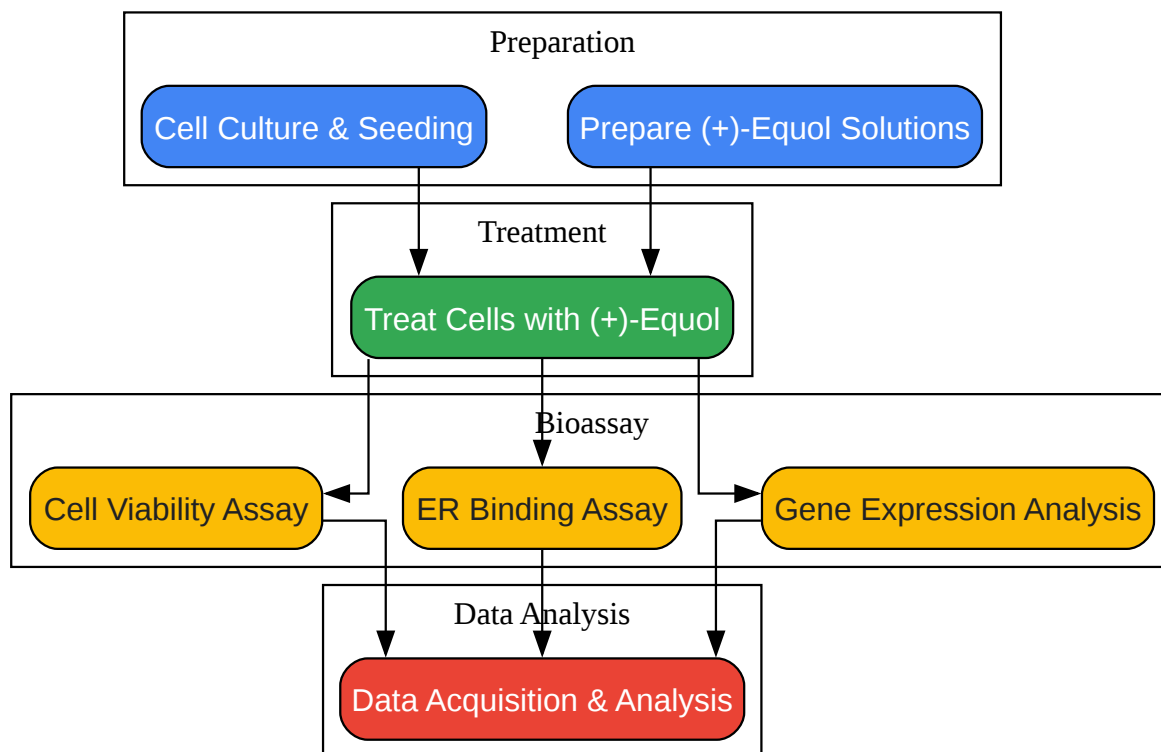 Preparation
Cell Culture & Seeding
Prepare (+)-Equol Solutions
Treatment
Treat Cells with (+)-Equol
Bioassay
Cell Viability Assay
ER Binding Assay
Gene Expression Analysis
Data Analysis
Data Acquisition & Analysis